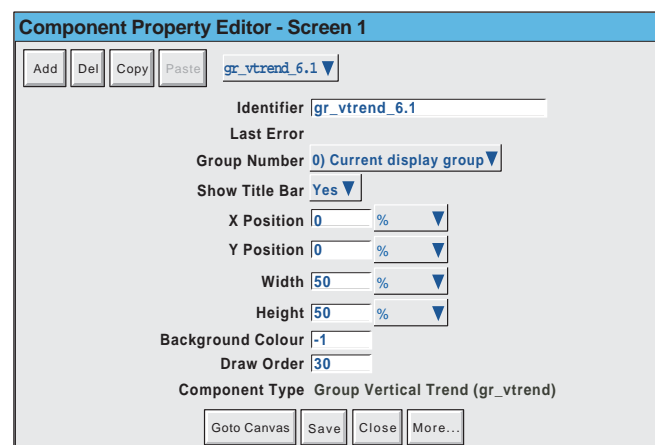 Component Property Editor - Screen 1
Add Del Copy Paste gr_vtrend_6.1
Identifier gr_vtrend_6.1
Last Error
Group Number 0) Current display group
Show Title Bar Yes
X Position 0 %
Y Position 0 %
Width 50 %
Height 50 %
Background Colour -1
Draw Order 30
Component Type Group Vertical Trend (gr_vtrend)
Goto Canvas Save Close More...